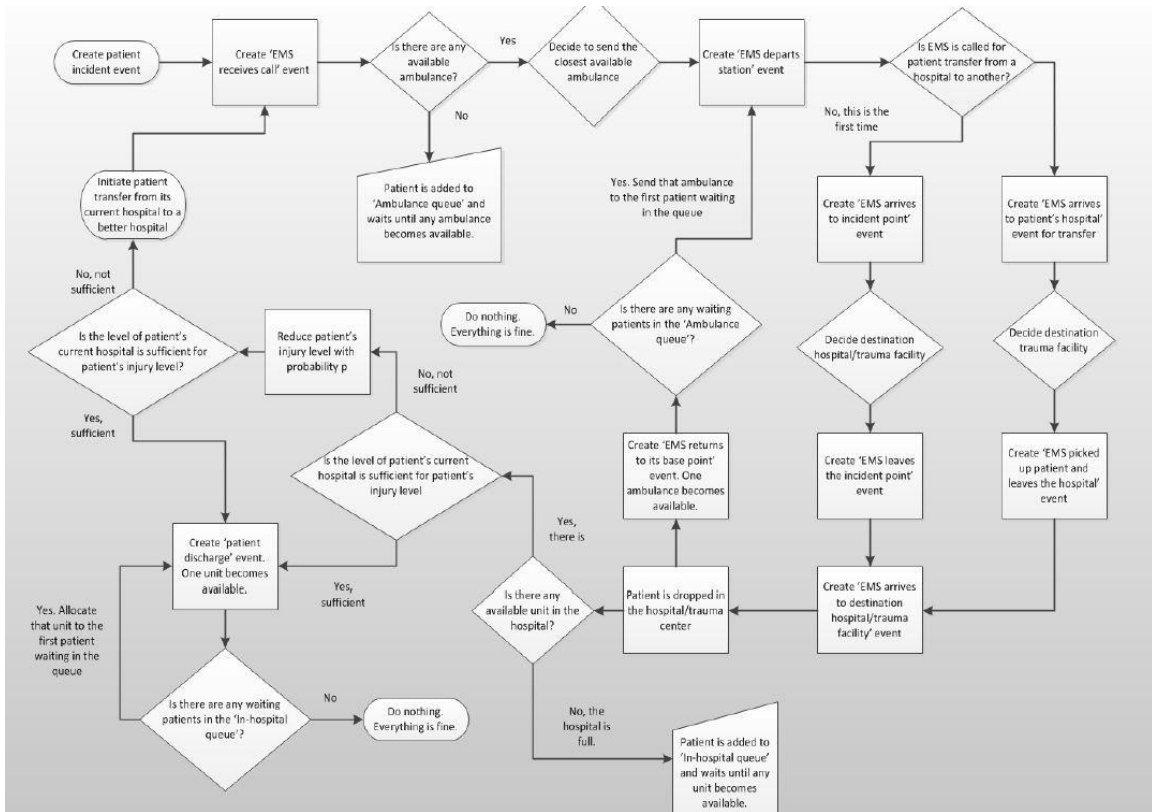 Create patient
incident event
Create 'EMS
receives call' event
Is there are any
available
ambulance?
Yes
Decide to send the
closest available
ambulance
Create 'EMS departs
station' event
Is EMS is called for
patient transfer from a
hospital to another?
No
No, this is the
first time
Patient is added to
'Ambulance queue' and
waits until any ambulance
becomes available.
Initiate patient
transfer from its
current hospital to a
better hospital
Yes. Send that ambulance
to the first patient waiting
in the queue
Create 'EMS arrives
to incident point'
event
Create 'EMS arrives
to patient's hospital'
event for transfer
No, not
sufficient
Is the level of patient's
current hospital is sufficient for
patient's injury level?
Reduce patient's
injury level with
probability p
Do nothing.
Everything is fine.
No
Is there are any waiting
patients in the 'Ambulance
queue'?
Decide destination
hospital/trauma
facility
Decide destination
trauma facility
No, not
sufficient
Yes,
sufficient
Is the level of patient's current
hospital is sufficient for patient's
injury level
Create 'EMS returns
to its base point'
event. One
ambulance becomes
available.
Create 'EMS leaves
the incident point'
event
Create 'EMS picked
up patient and
leaves the hospital'
event
Yes,
there is
Create 'patient
discharge' event.
One unit becomes
available.
Yes,
sufficient
Is there any
available unit in the
hospital?
Patient is dropped in
the hospital/trauma
center
Create 'EMS arrives
to destination
hospital/trauma
facility' event
Yes. Allocate
that unit to the
first patient
waiting in the
queue
Is there are any waiting
patients in the 'In-hospital
queue'?
No
Do nothing.
Everything is fine.
No, the
hospital is
full.
Patient is added to
'In-hospital queue'
and waits until any
unit becomes
available.